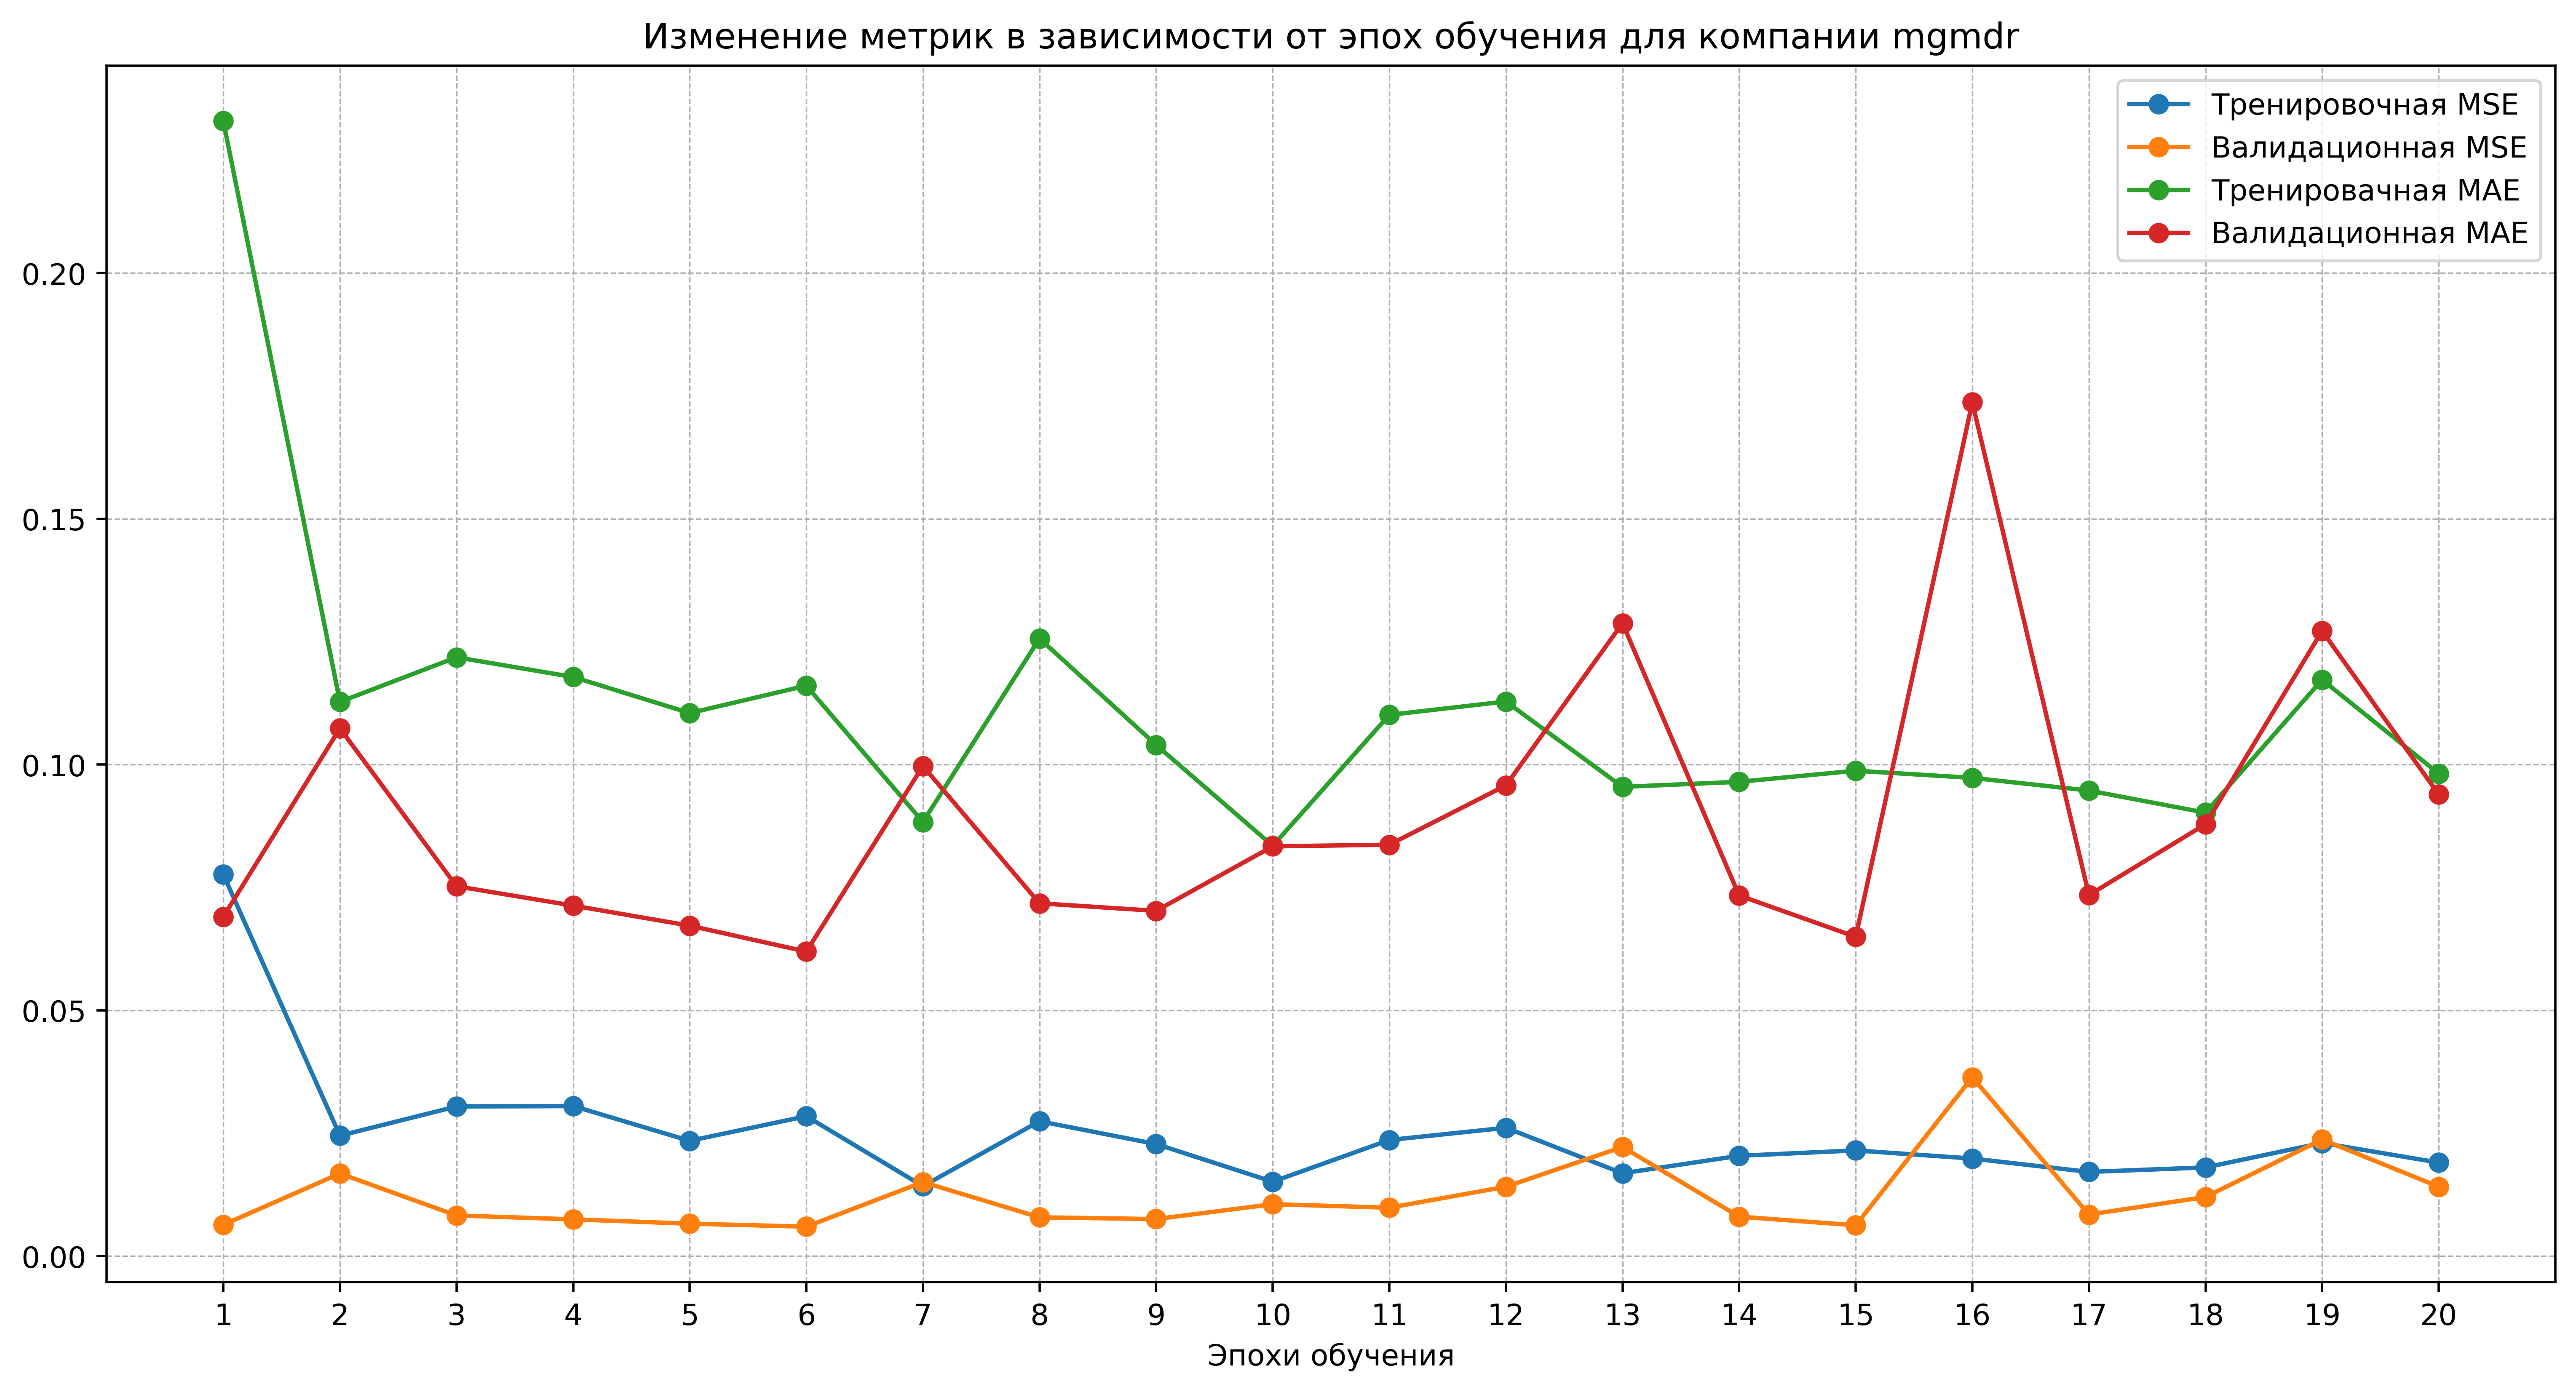 Изменение метрик в зависимости от эпох обучения для компании mgmdr
Тренировочная MSE
Валидационная MSE
Тренировачная MAE
Валидационная MAE
0.20
0.15
0.10
0.05
0.00
1 2 3 4 5 6 7 8 9 10 11 12 13 14 15 16 17 18 19 20
Эпохи обучения